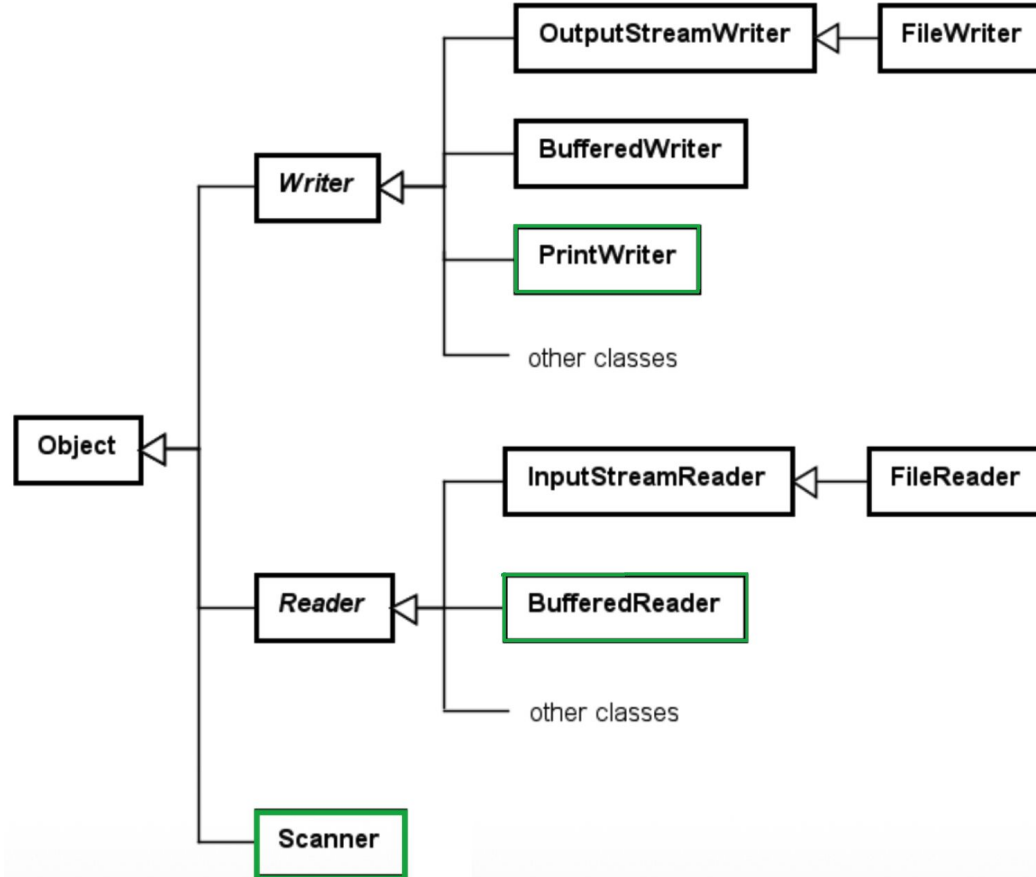 OutputStreamWriter
FileWriter
BufferedWriter
Writer
PrintWriter
other classes
Object
InputStreamReader
FileReader
Reader
BufferedReader
other classes
Scanner